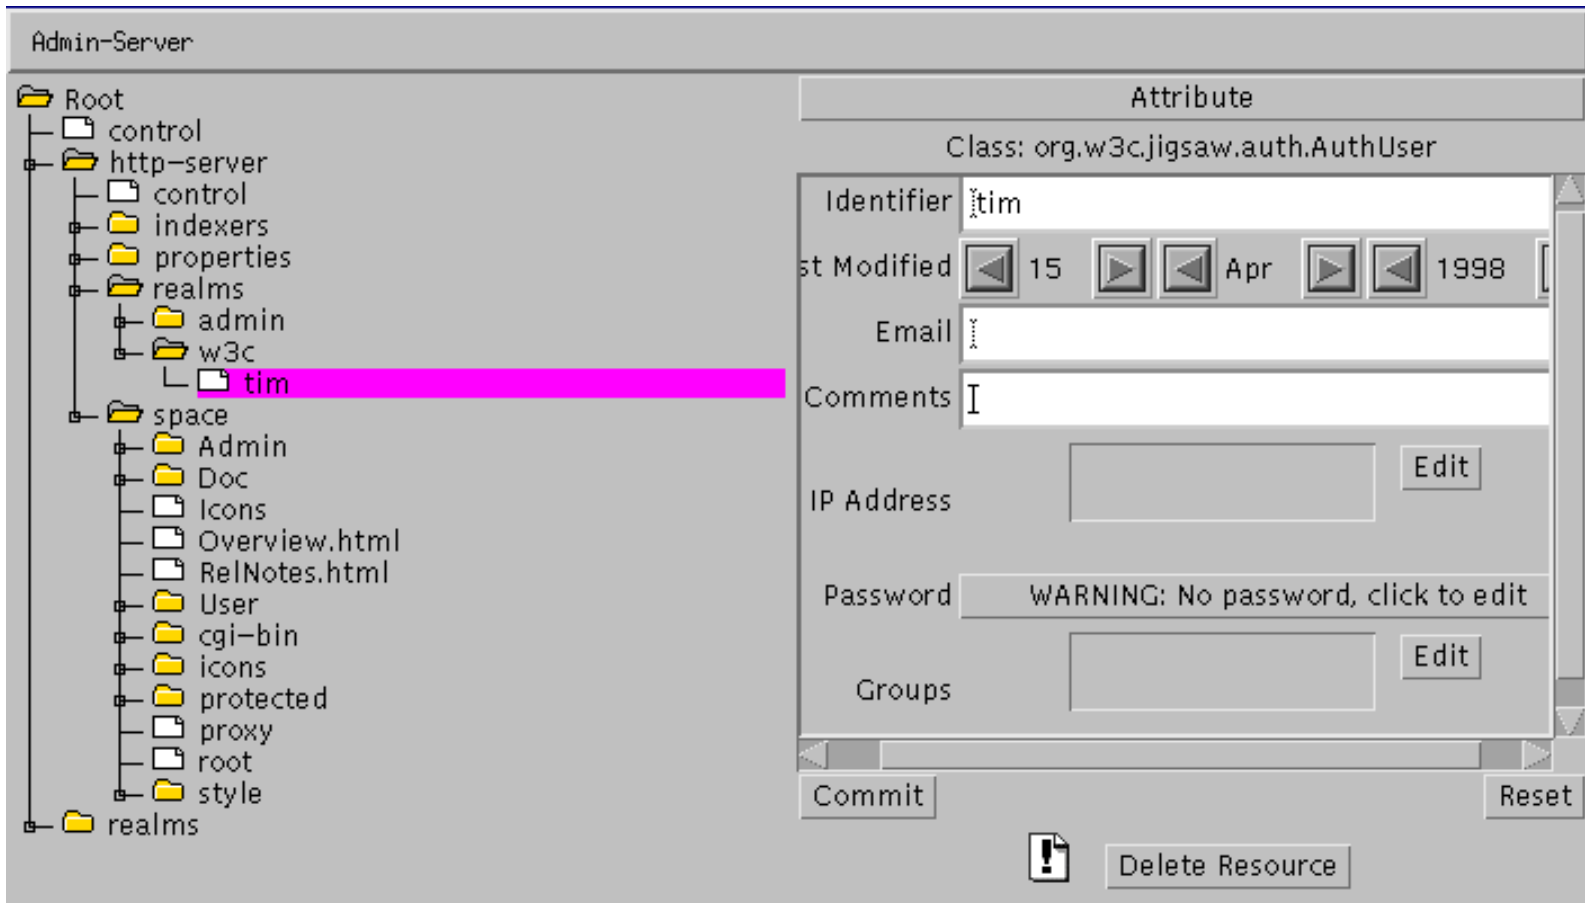 Admin-Server
Root
control
http-server
control
indexers
properties
realms
admin
w3c
tim
space
Admin
Doc
Icons
Overview.html
RelNotes.html
User
cgi-bin
icons
protected
proxy
root
style
realms
Attribute
Class: org.w3c.jigsaw.auth.AuthUser
Identifier tim
st Modified 15 Apr 1998
Email
Comments
Edit
IP Address
Password WARNING: No password, click to edit
Edit
Groups
Commit Reset
Delete Resource